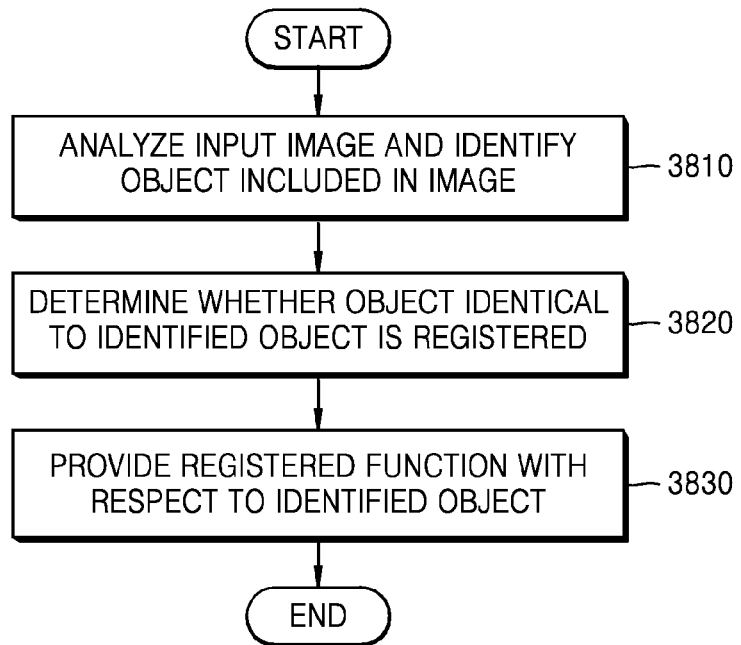 START
ANALYZE INPUT IMAGE AND IDENTIFY
OBJECT INCLUDED IN IMAGE
3810
DETERMINE WHETHER OBJECT IDENTICAL
TO IDENTIFIED OBJECT IS REGISTERED
3820
PROVIDE REGISTERED FUNCTION WITH
RESPECT TO IDENTIFIED OBJECT
3830
END